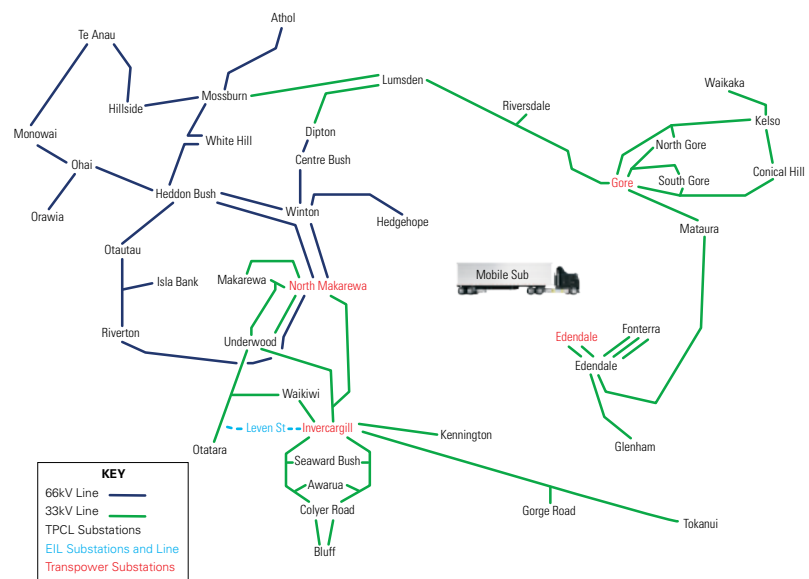 Athol
Te Anau
Lumsden
Waikaka
Mossburn
Hillside
Riversdale
Kelso
Monowai
White Hill
Dipton
North Gore
Centre Bush
Ohai
Conical Hill
South Gore
Gore
Heddon Bush
Orawia
Winton
Hedgehope
Mataura
Otautau
Mobile Sub
Makarewa
North Makarewa
Isla Bank
Riverton
Underwood
Edendale
Fonterra
Edendale
Waikiwi
Leven St
Invercargill
Kennington
Otatara
Glenham
Seaward Bush
Awarua
Colyer Road
Gorge Road
Tokanui
Bluff
KEY
66kV Line
33kV Line
TPCL Substations
EIL Substations and Line
Transpower Substations